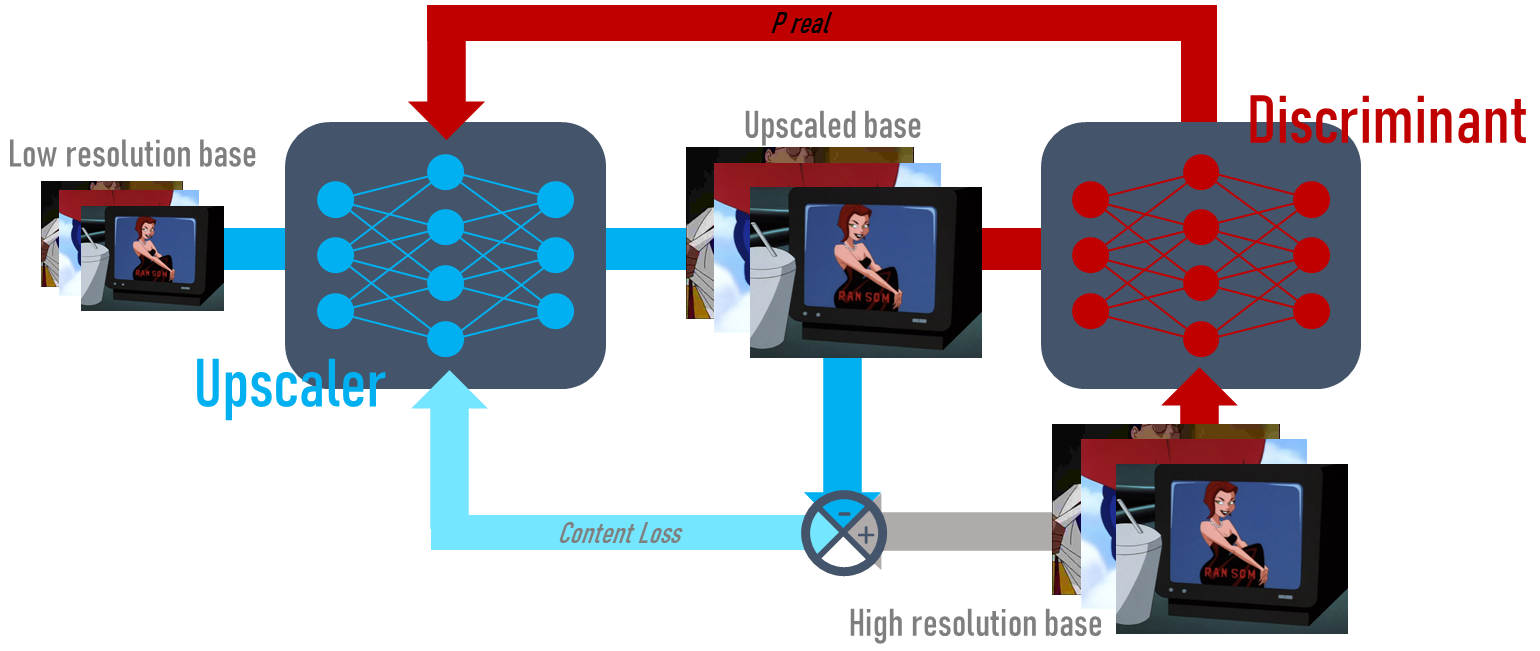 P real
Discriminant
Upscaled base
Low resolution base
RANSOM
RANSOM
Upscaler
-
+
Content Loss
RANSOM
High resolution base